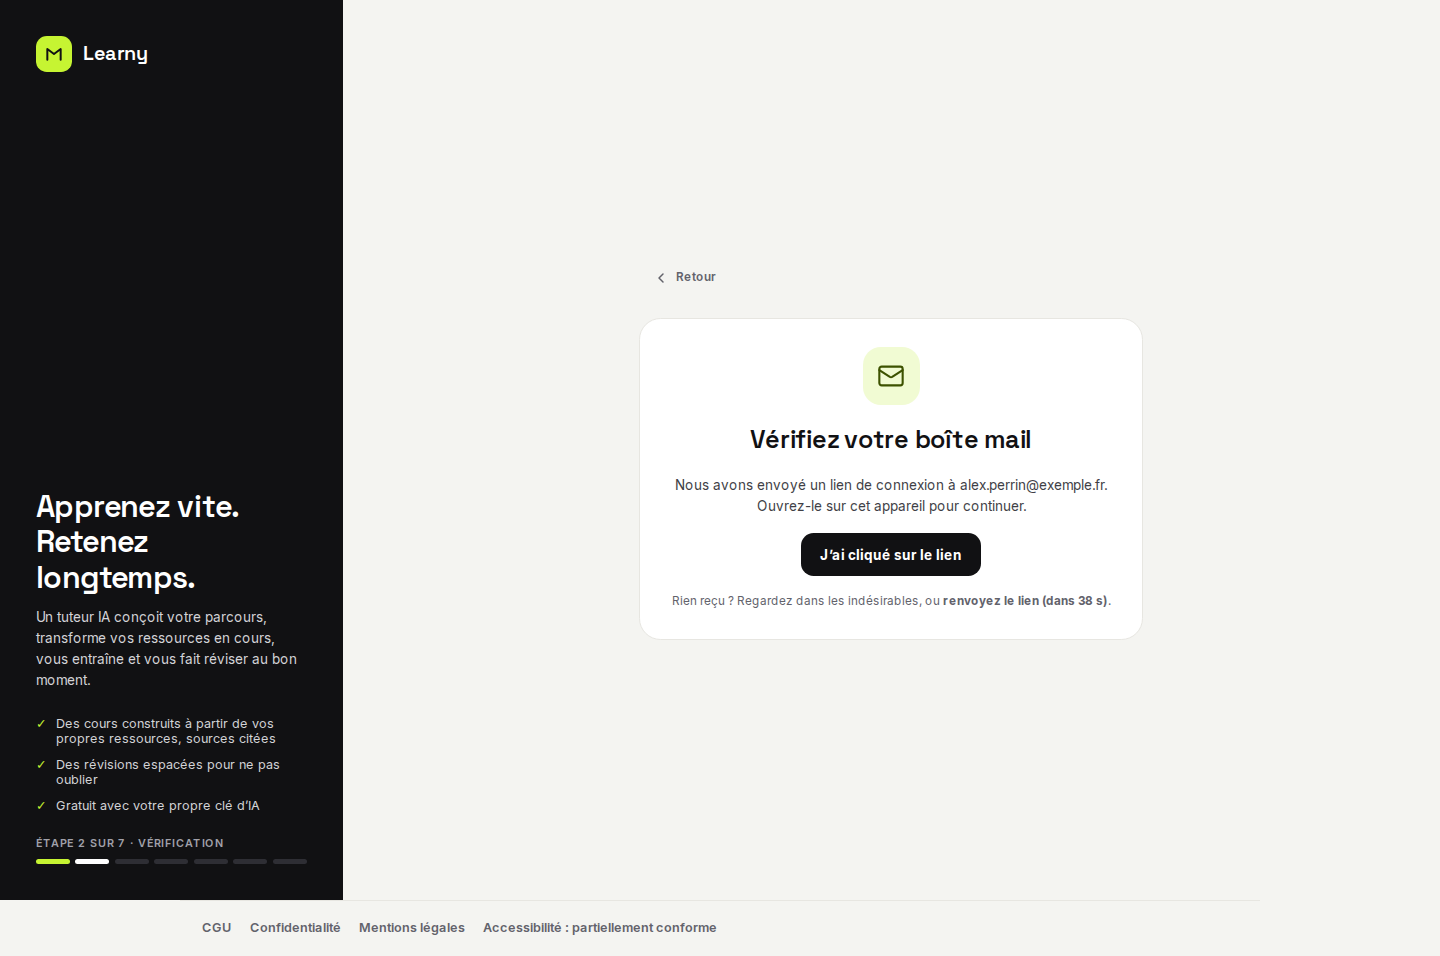 Learny
Apprenez vite.
Retenez
longtemps.
Un tuteur IA conçoit votre parcours,
transforme vos ressources en cours,
vous entraîne et vous fait réviser au bon
moment.
✓ Des cours construits à partir de vos
propres ressources, sources citées
✓ Des révisions espacées pour ne pas
oublier
✓ Gratuit avec votre propre clé d’IA
ÉTAPE 2 SUR 7 · VÉRIFICATION
Retour
Vérifiez votre boîte mail
Nous avons envoyé un lien de connexion à alex.perrin@exemple.fr.
Ouvrez-le sur cet appareil pour continuer.
J’ai cliqué sur le lien
Rien reçu ? Regardez dans les indésirables, ou renvoyez le lien (dans 38 s).
CGU Confidentialité Mentions légales Accessibilité : partiellement conforme